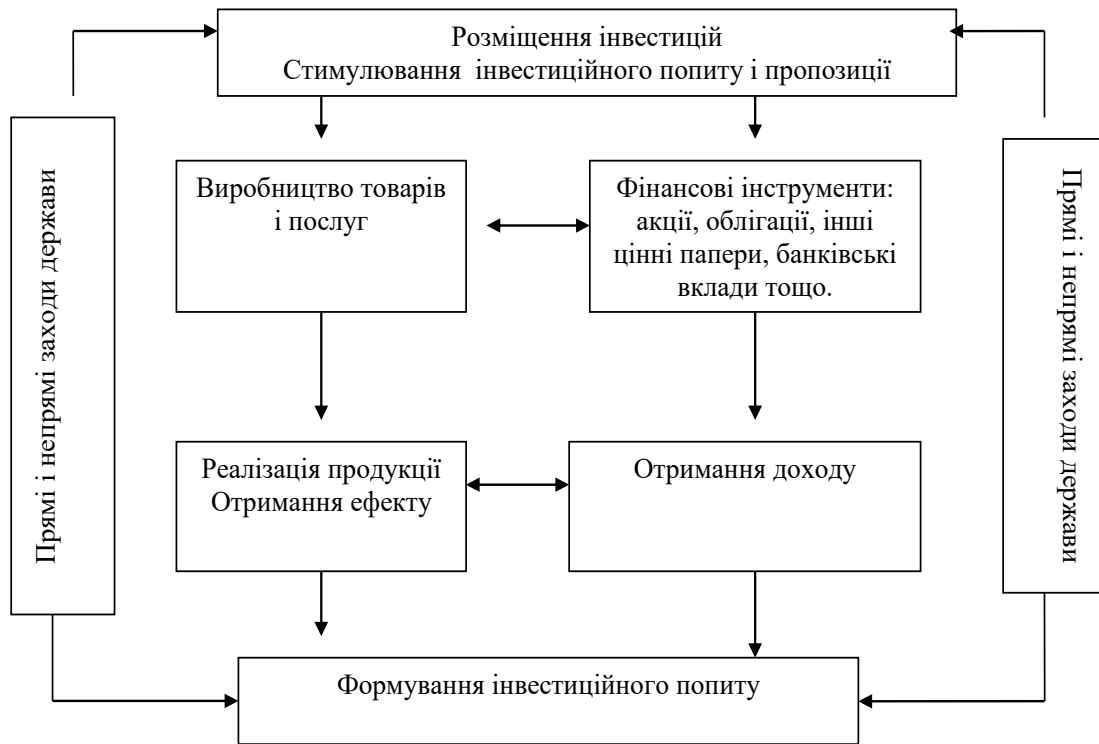 Розміщення інвестицій
Стимулювання інвестиційного попиту і пропозиції
Прямі і непрямі заходи держави
Виробництво товарів
і послуг
Фінансові інструменти:
акції, облігації, інші
цінні папери, банківські
вклади тощо.
Прямі і непрямі заходи держави
Реалізація продукції
Отримання ефекту
Отримання доходу
Формування інвестиційного попиту